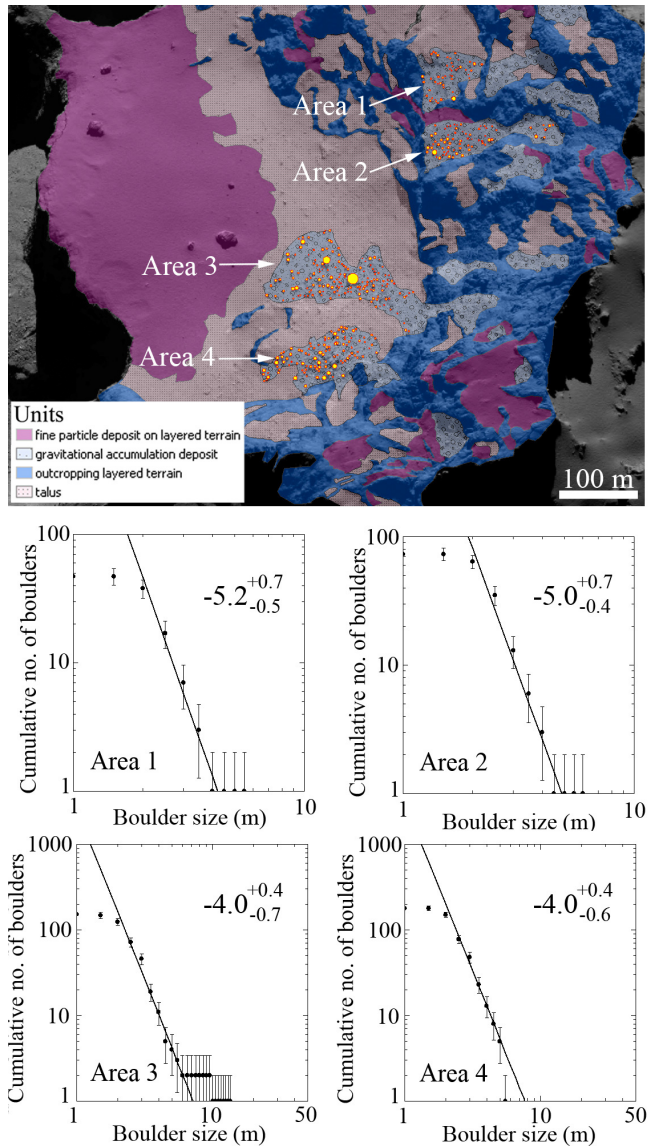 Area 1
Area 2
Area 3
Area 4
Units
fine particle deposit on layered terrain
gravitational accumulation deposit
outcropping layered terrain
talus
100 m
100
10
1
Cumulative no. of boulders
-5.2 +0.7 -0.5
Area 1
1
10
Boulder size (m)
100
10
1
Cumulative no. of boulders
-5.0 +0.7 -0.4
Area 2
1
10
Boulder size (m)
1000
100
10
1
Cumulative no. of boulders
-4.0 +0.4 -0.7
Area 3
1
10
50
Boulder size (m)
1000
100
10
1
Cumulative no. of boulders
-4.0 +0.4 -0.6
Area 4
1
10
50
Boulder size (m)